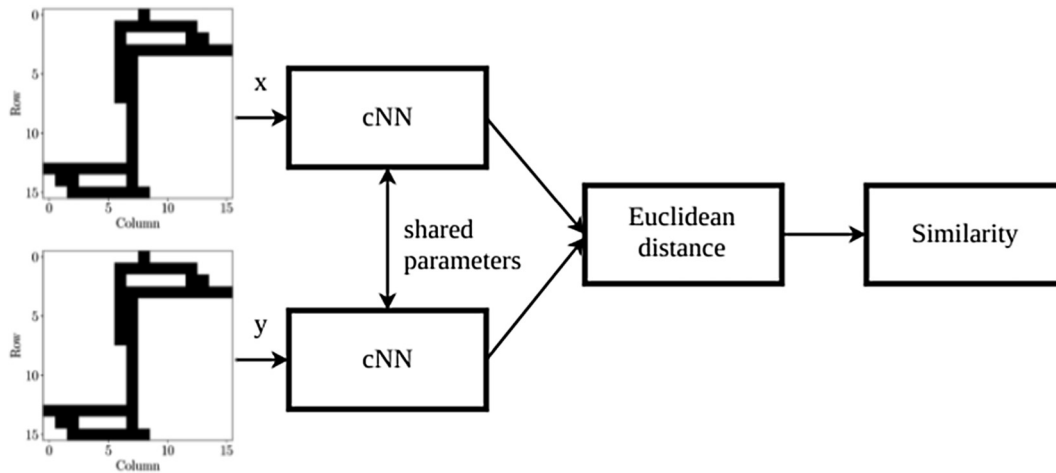 0
5
10
15
Row
0 5 10 15
Column
x
cNN
shared
parameters
Euclidean
distance
Similarity
0
5
10
15
Row
0 5 10 15
Column
y
cNN